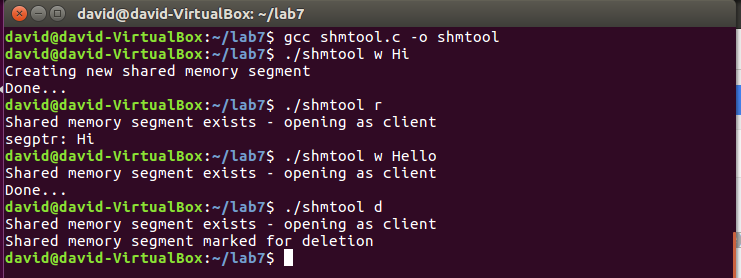 david@david-VirtualBox: ~/lab7
david@david-VirtualBox:~/lab7$ gcc shmtool.c -o shmtool
david@david-VirtualBox:~/lab7$ ./shmtool w Hi
Creating new shared memory segment
Done...
david@david-VirtualBox:~/lab7$ ./shmtool r
Shared memory segment exists - opening as client
segptr: Hi
david@david-VirtualBox:~/lab7$ ./shmtool w Hello
Shared memory segment exists - opening as client
Done...
david@david-VirtualBox:~/lab7$ ./shmtool d
Shared memory segment exists - opening as client
Shared memory segment marked for deletion
david@david-VirtualBox:~/lab7$